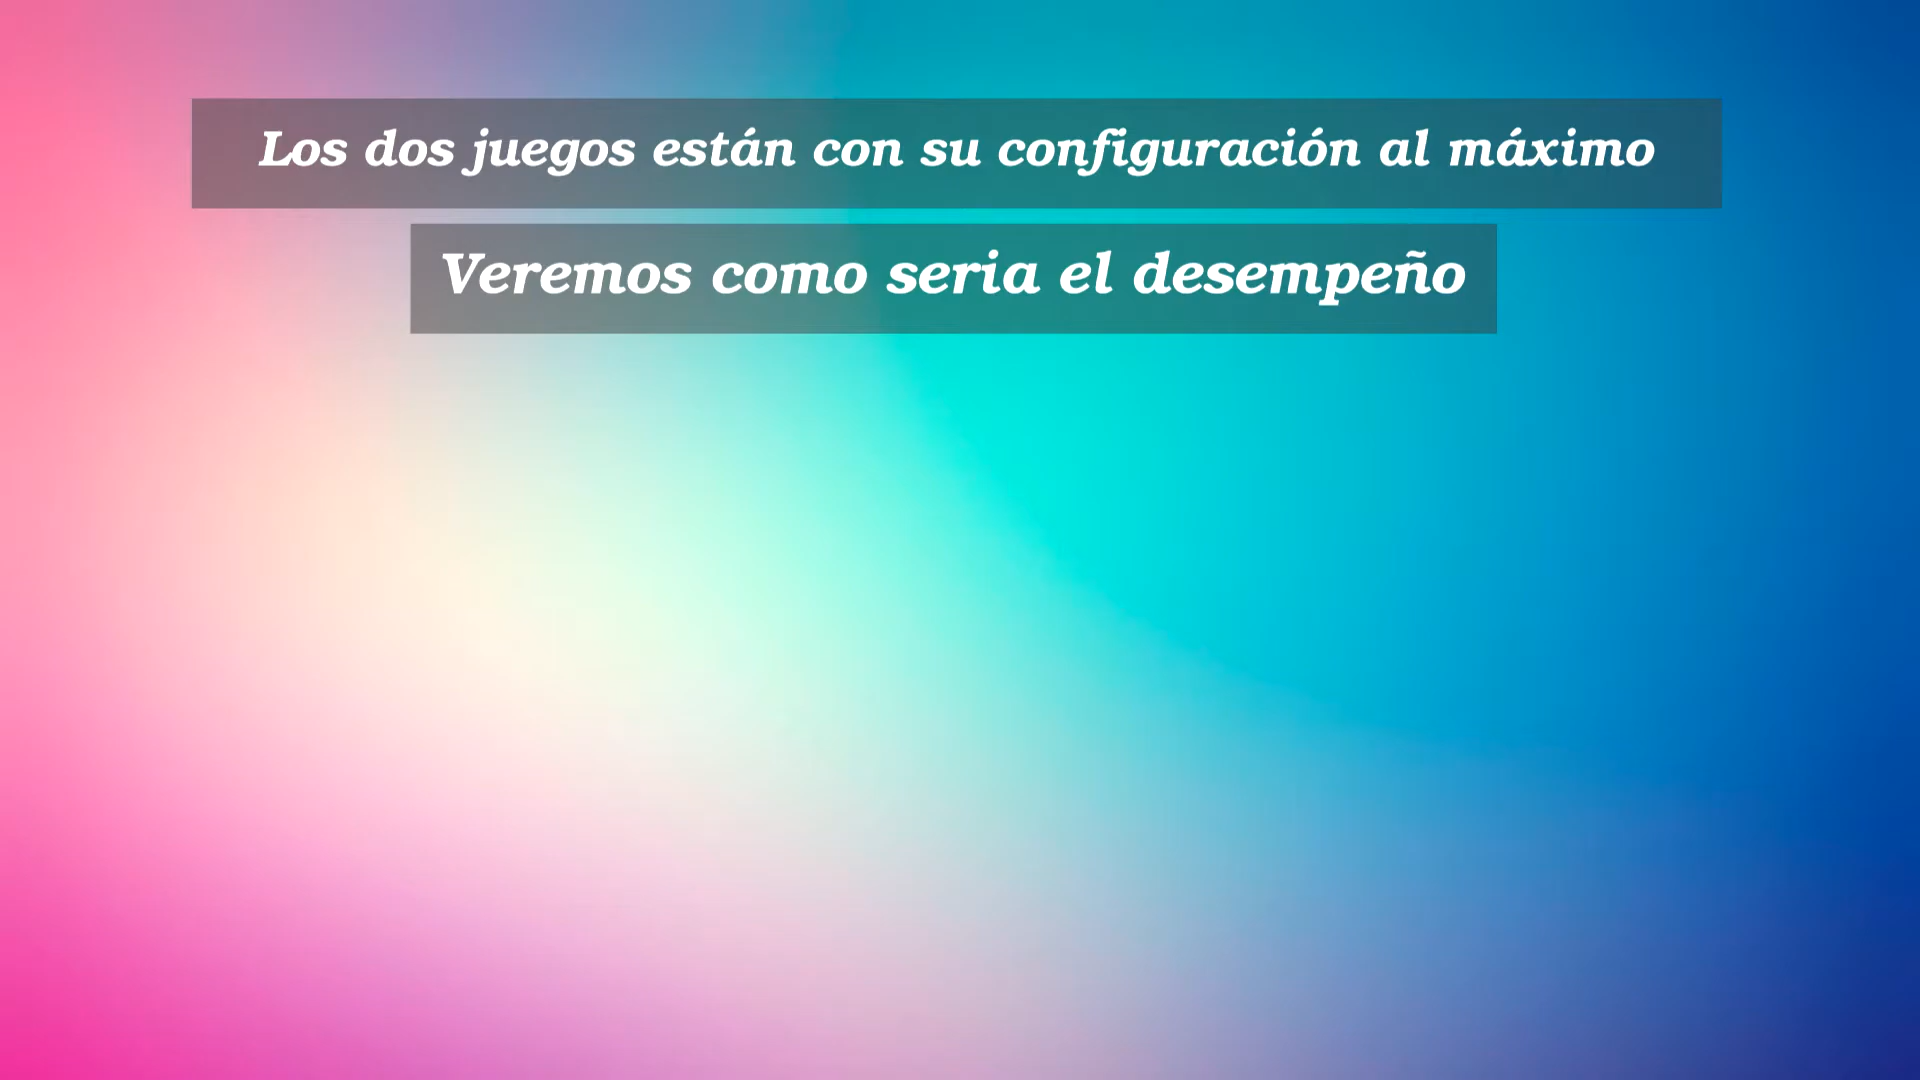 Los dos juegos están con su configuración al máximo
Veremos como seria el desempeño